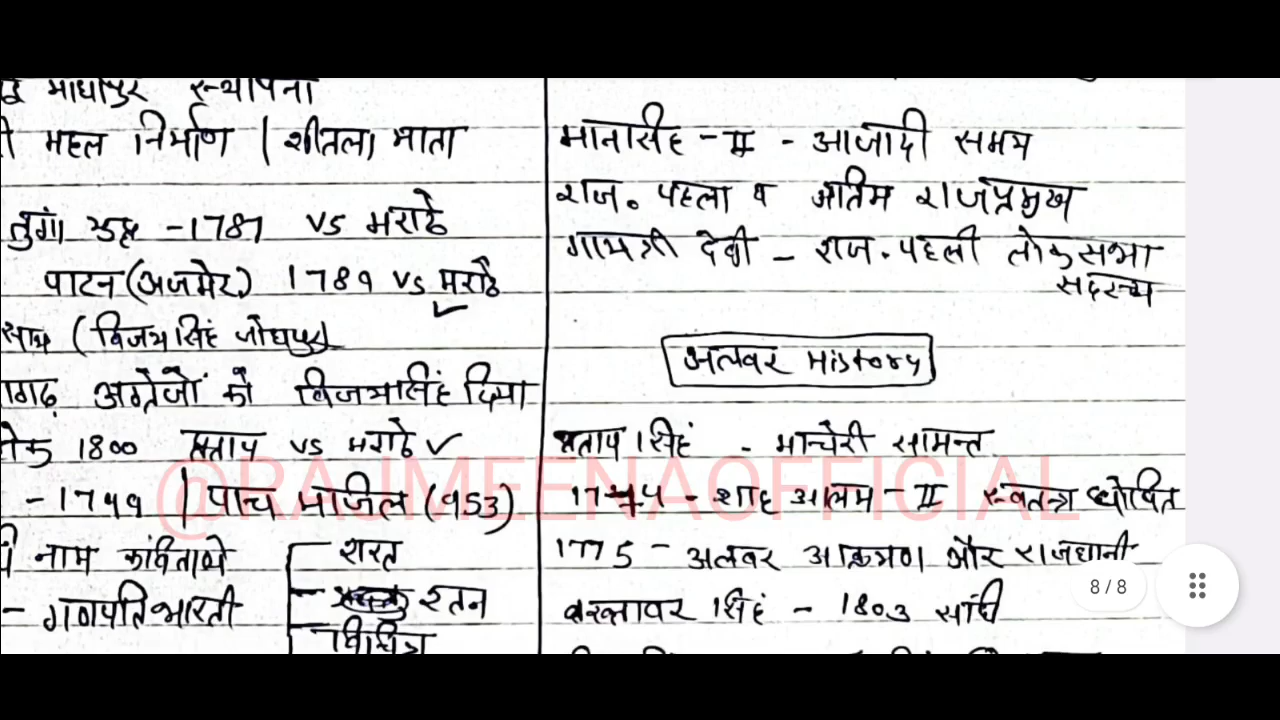 माधोपुर स्थापना
महल निर्माण | शीतला माता
तुंगा युद्ध - 1787 vs मराठे
पाटन (अजमेर) 1789 vs मराठे
साथ (विजयसिंह जोधपुर)
अंग्रेजों को विजयसिंह दिया
1800 प्रताप vs मराठे ✓
- 1799 | पांच मंजिल (953)
नाम कविताये
- गणपति भारती
शरत
रतन
विचित्र
मानसिंह - II - आजादी समय
राज. पहला व अंतिम राजप्रमुख
गायत्री देवी - राज. पहली लोकसभा
सदस्य
अलवर History
प्रताप सिंह - माचेरी सामन्त
1774 - शाह आलम - II स्वतंत्र घोषित
1775 - अलवर आक्रमण और राजधानी
बख्तावर सिंह - 1803 संधि
@RAJMEENAOFFICIAL
8/8